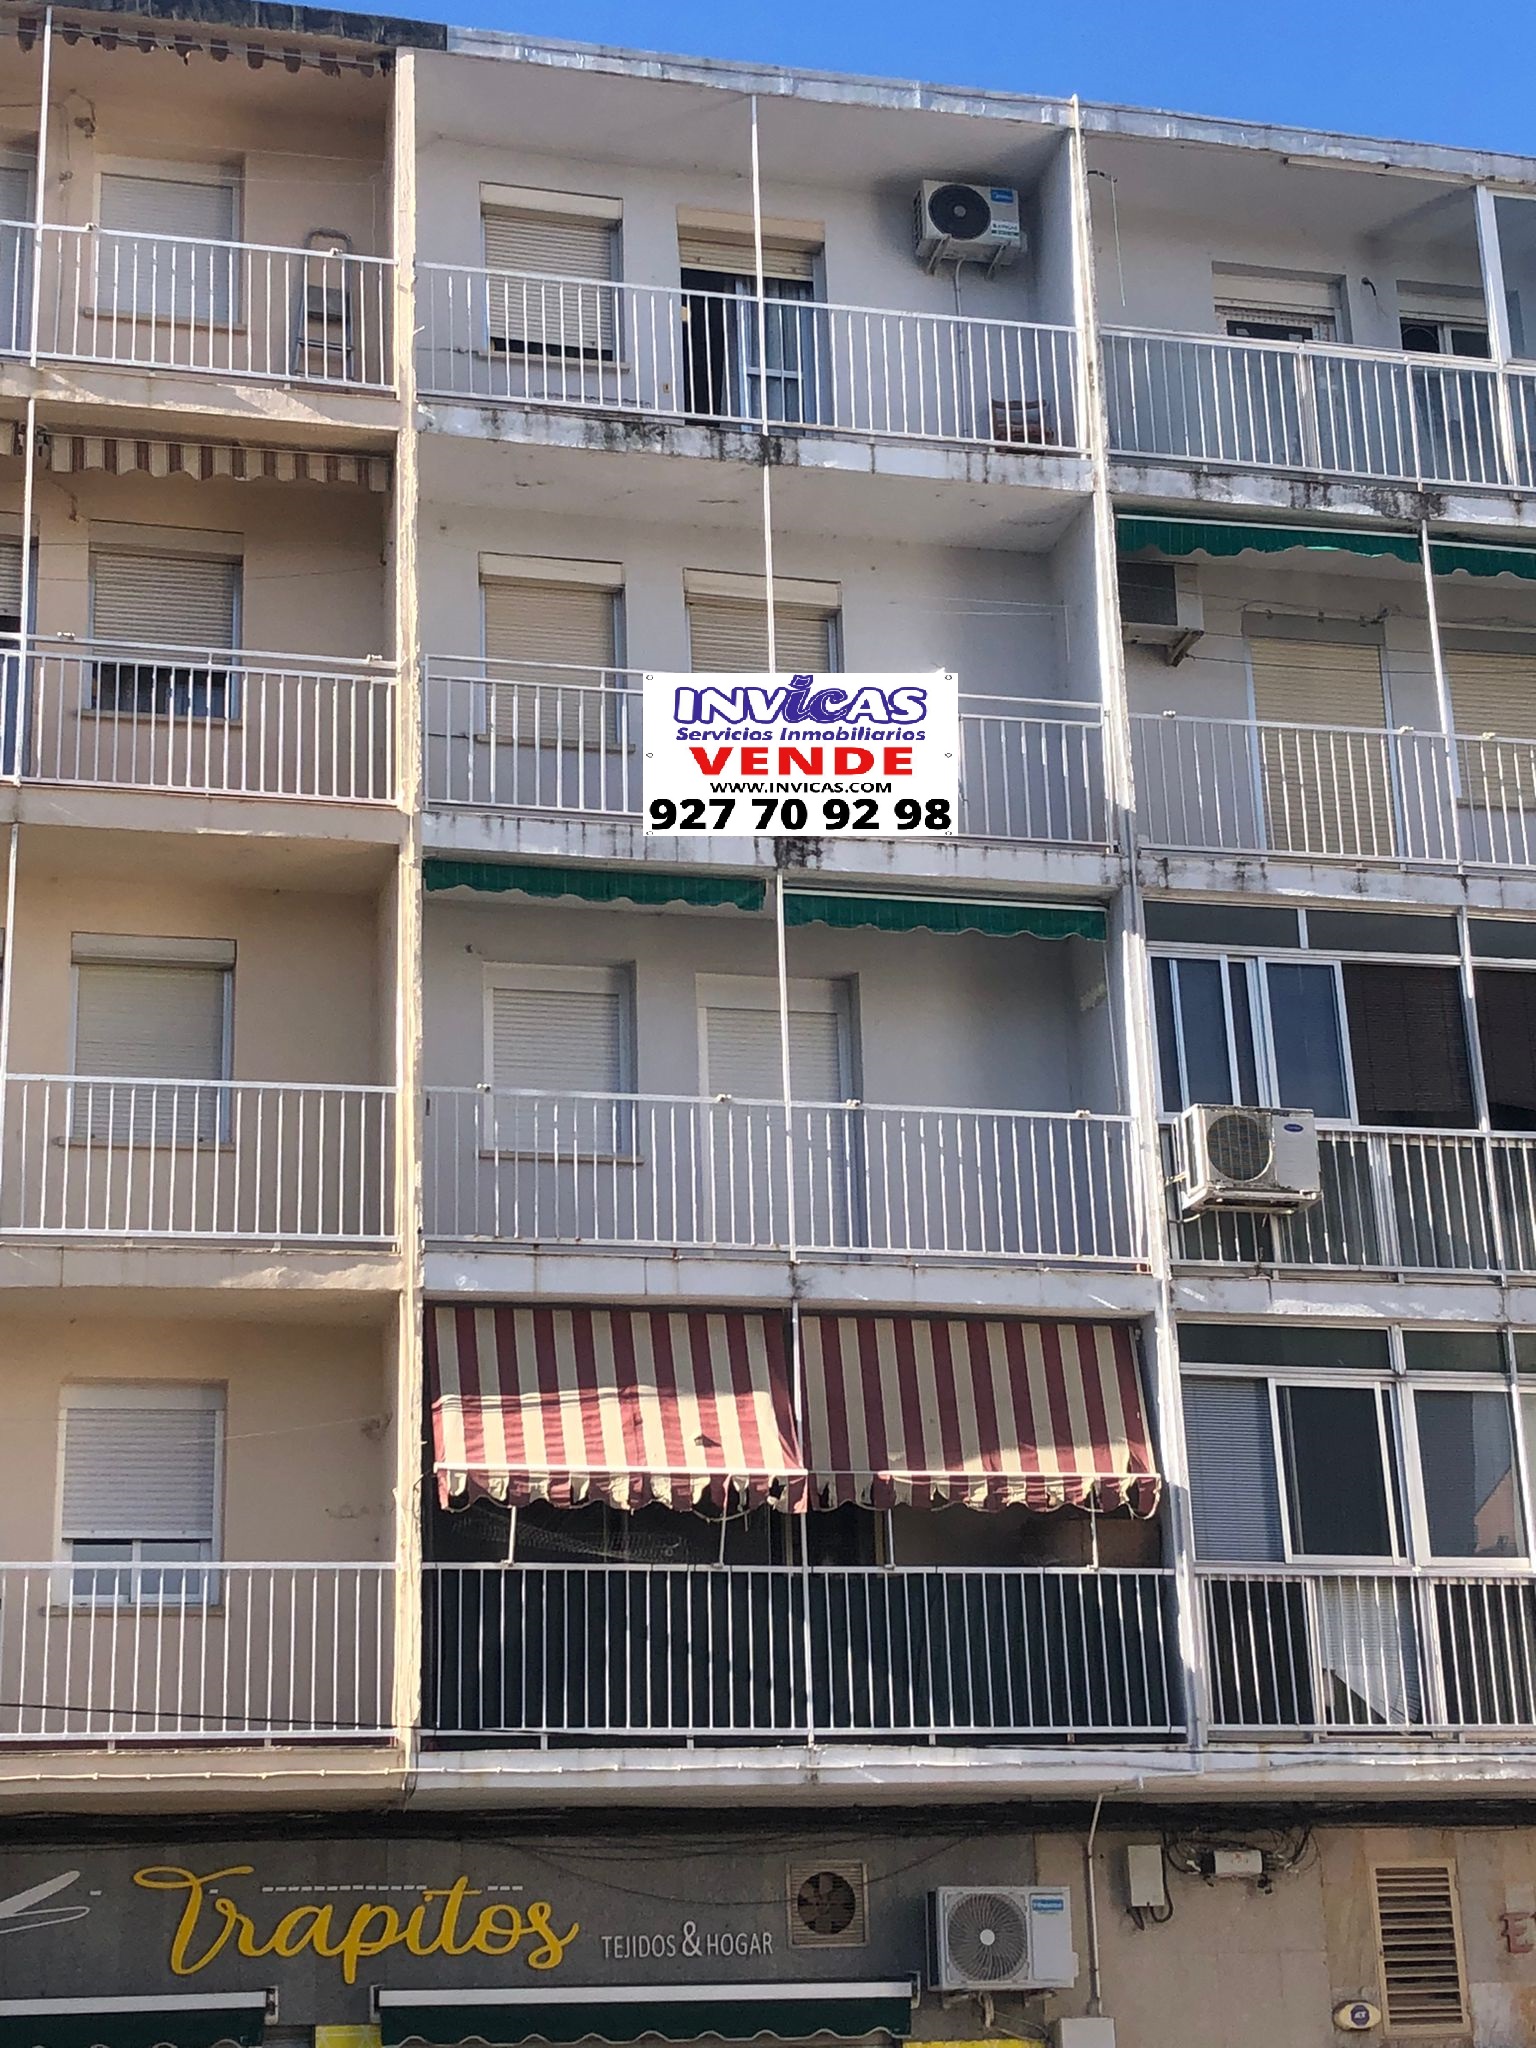 INVICAS
Servicios Inmobiliarios
VENDE
WWW.INVICAS.COM
927 70 92 98
Trapitos
TEJIDOS & HOGAR